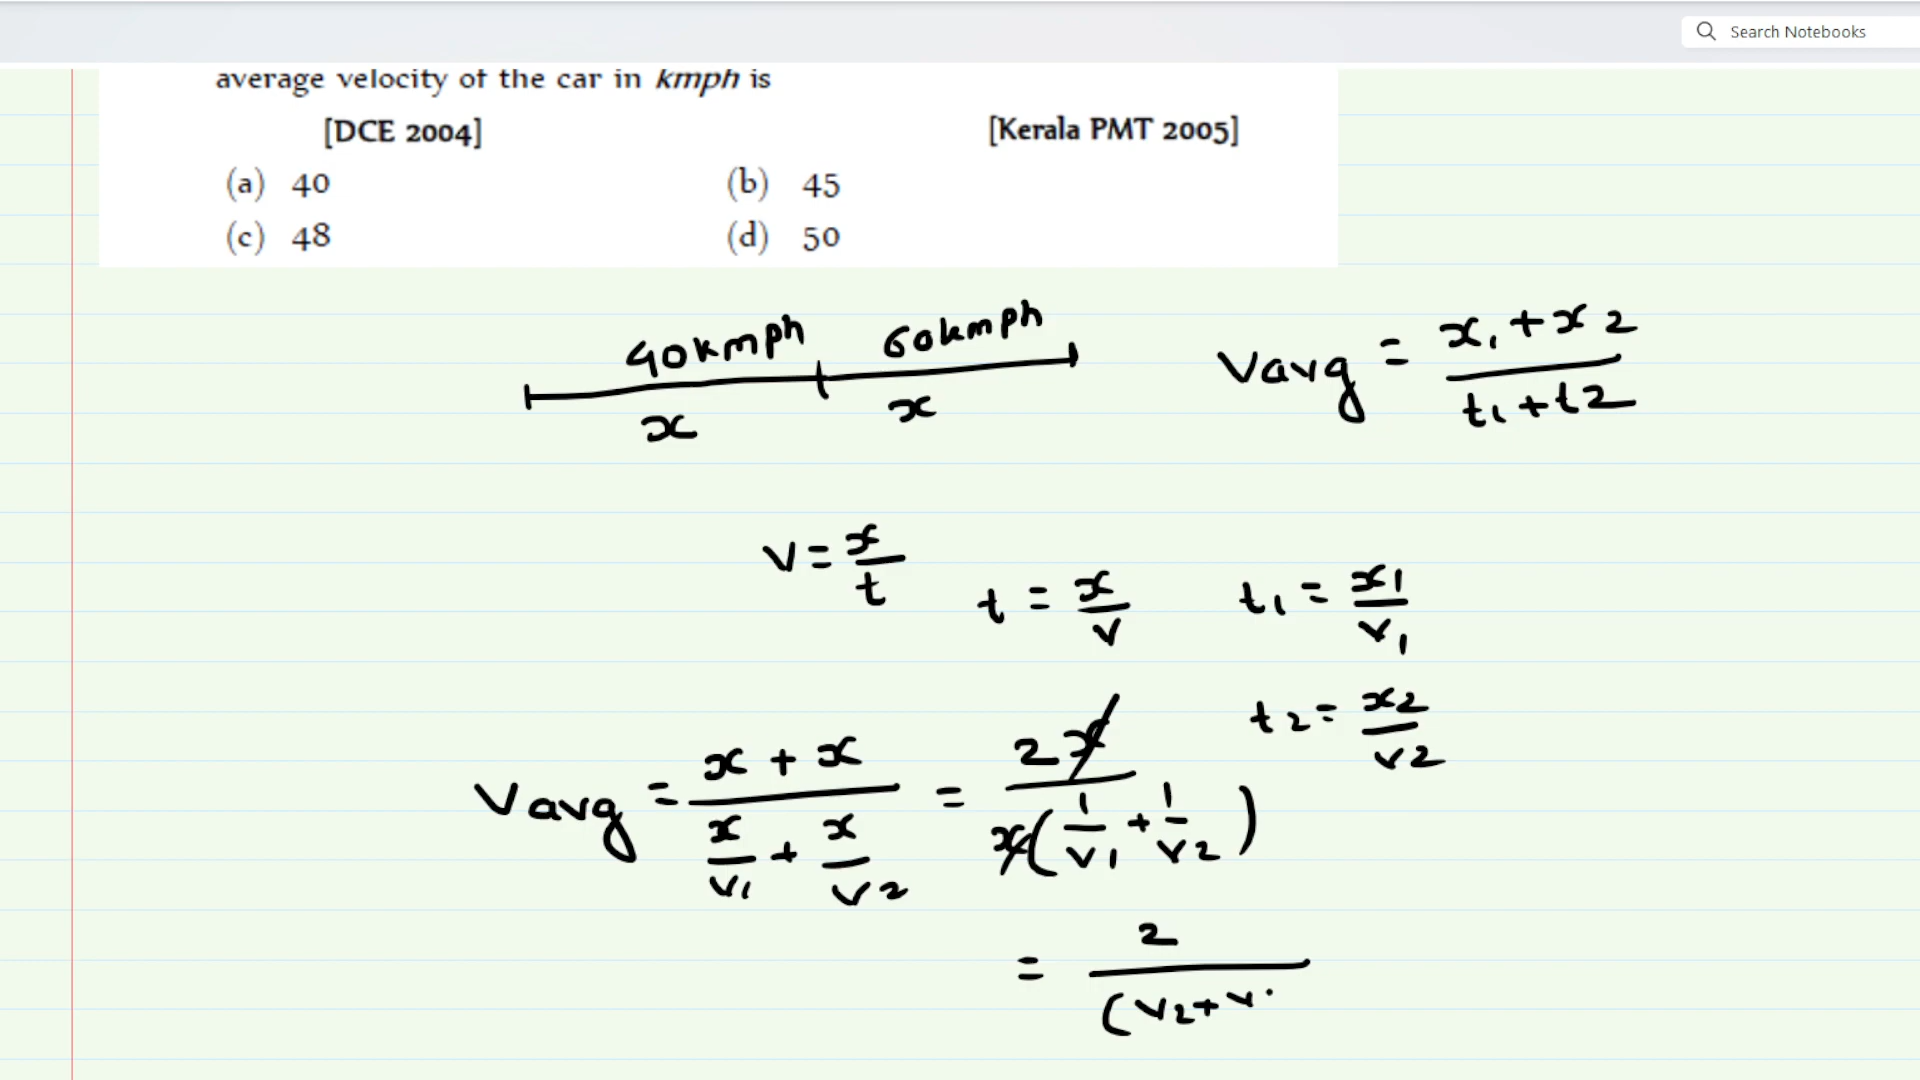 Search Notebooks
average velocity of the car in kmph is
[DCE 2004] [Kerala PMT 2005]
(a) 40 (b) 45
(c) 48 (d) 50
40kmph 60kmph
x x
Vavg = x1+x2 / t1+t2
v = x/t
t = x/v
t1 = x1/v1
t2 = x2/v2
Vavg = x + x / x/v1 + x/v2 = 2x / x(1/v1 + 1/v2)
= 2 / (v2+v